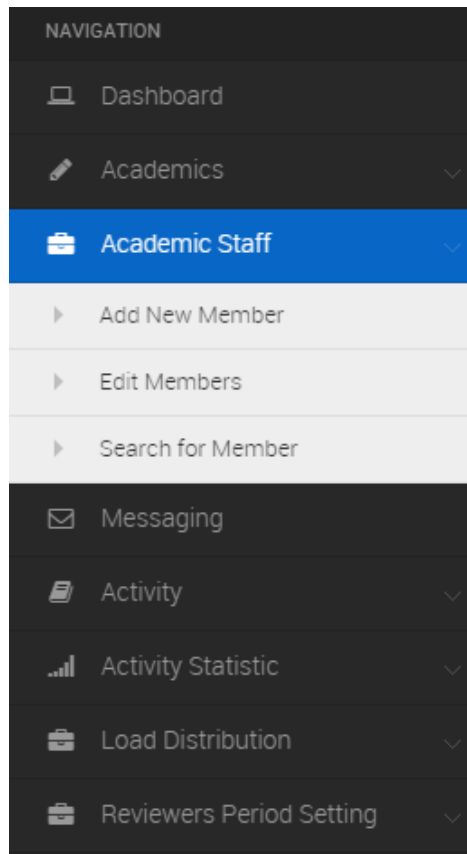 NAVIGATION
Dashboard
Academics
Academic Staff
Add New Member
Edit Members
Search for Member
Messaging
Activity
Activity Statistic
Load Distribution
Reviewers Period Setting